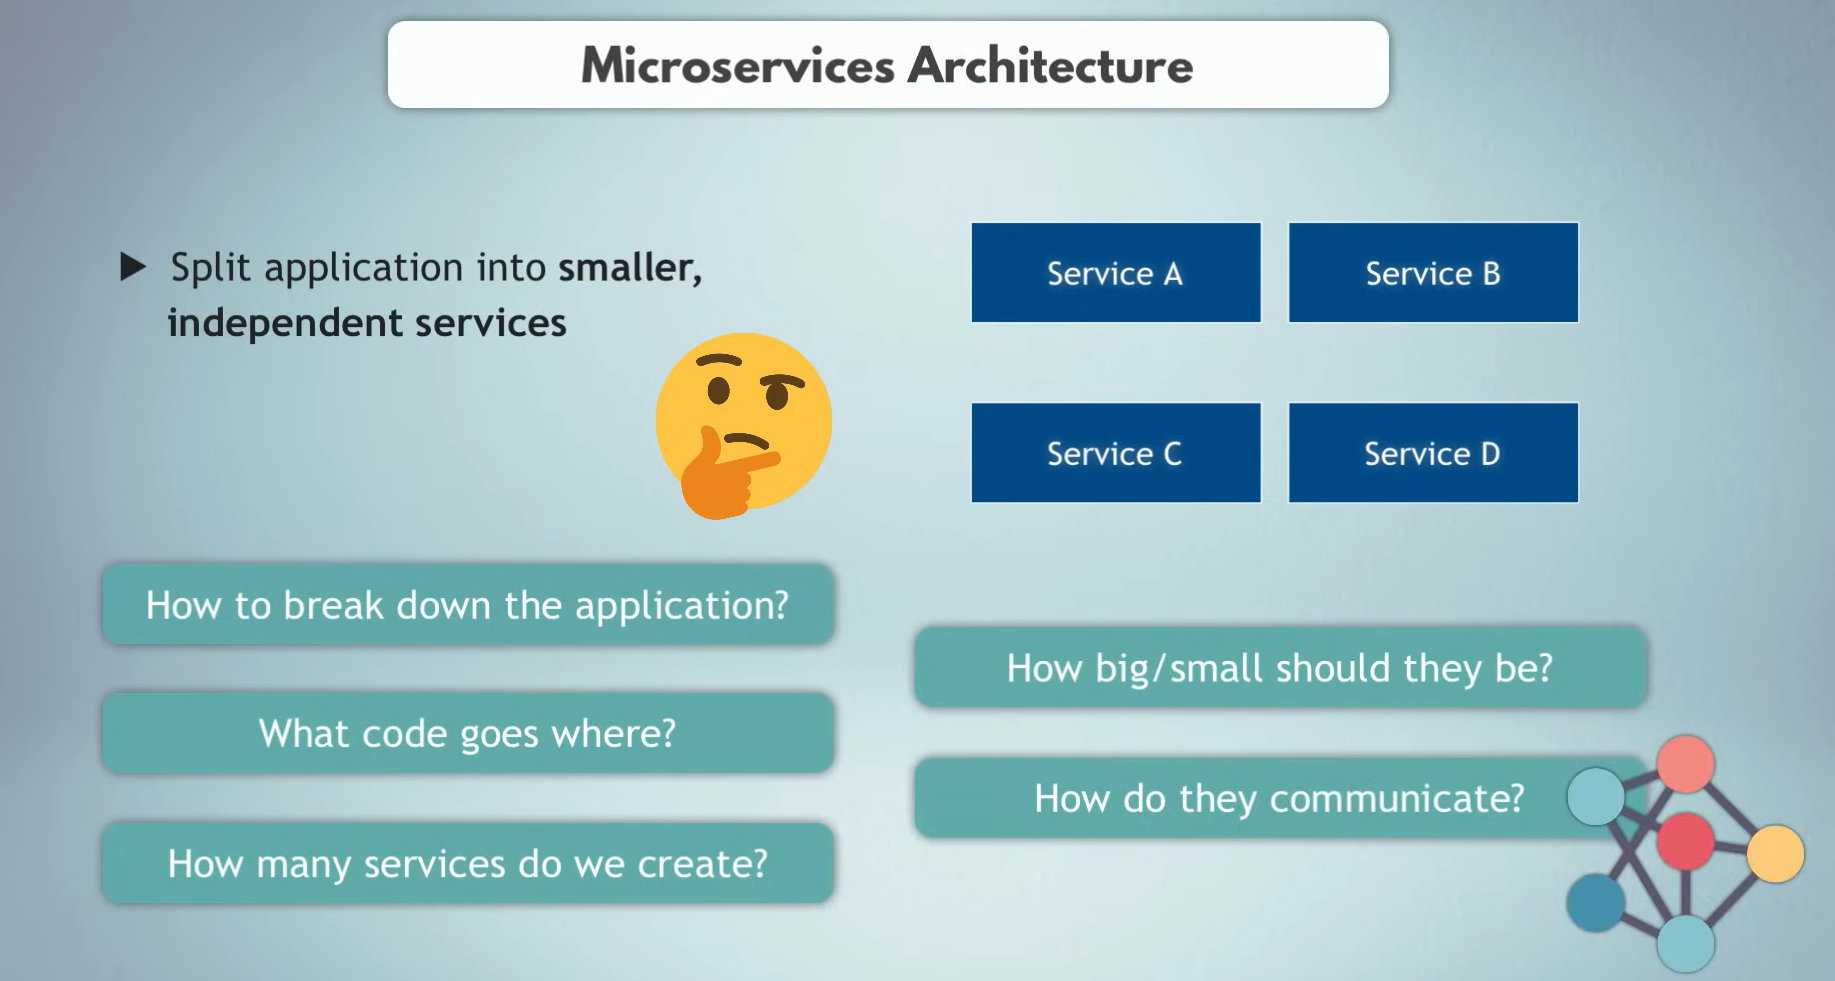 Microservices Architecture
Split application into smaller,
independent services
Service A
Service B
Service C
Service D
How to break down the application?
What code goes where?
How many services do we create?
How big/small should they be?
How do they communicate?